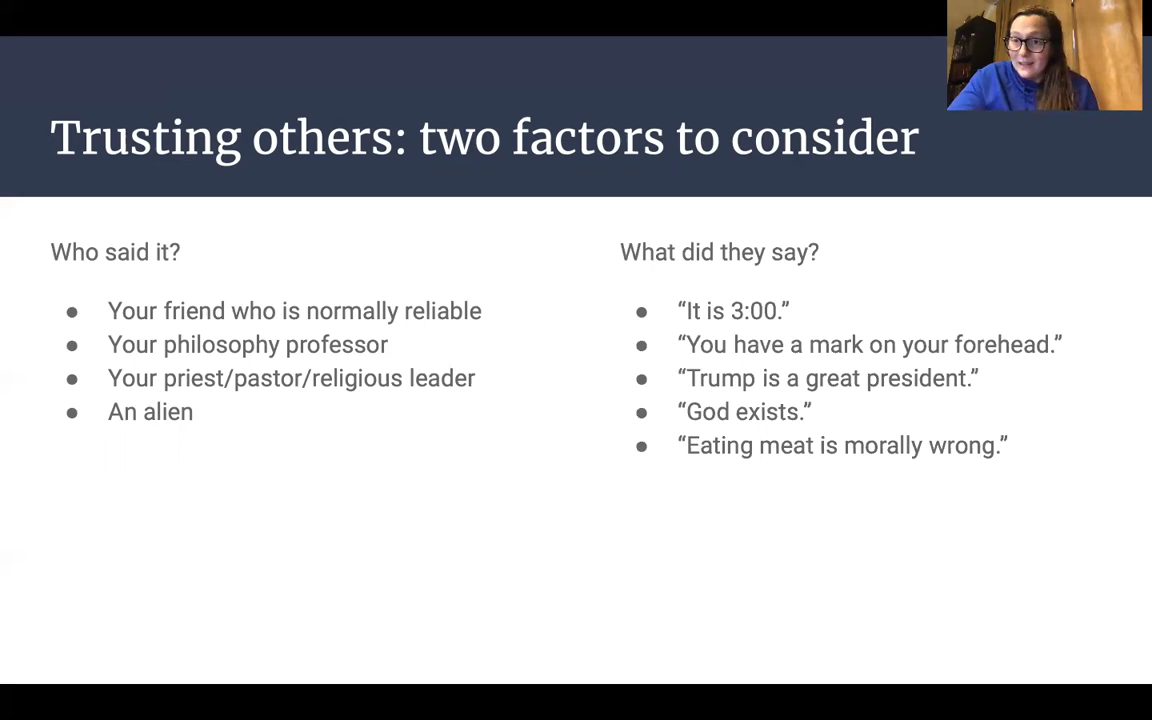 Trusting others: two factors to consider
Who said it?
● Your friend who is normally reliable
● Your philosophy professor
● Your priest/pastor/religious leader
● An alien
What did they say?
● “It is 3:00.”
● “You have a mark on your forehead.”
● “Trump is a great president.”
● “God exists.”
● “Eating meat is morally wrong.”